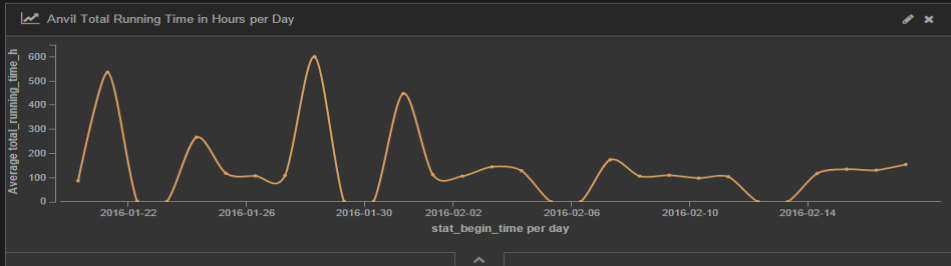 Anvil Total Running Time in Hours per Day
Average total_running_time_h
600
500
400
300
200
100
0
2016-01-22 2016-01-26 2016-01-30 2016-02-02 2016-02-06 2016-02-10 2016-02-14
stat_begin_time per day